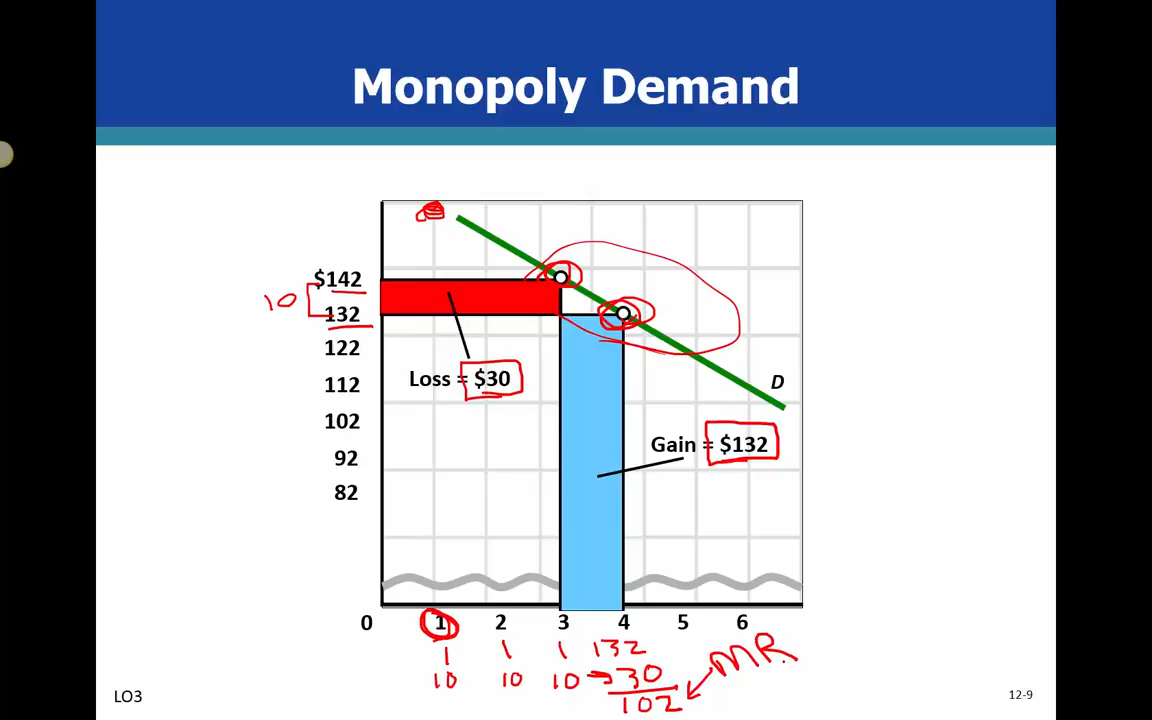 Monopoly Demand
$142
10
132
122
112
102
92
82
Loss = $30
D
Gain = $132
0 1 2 3 4 5 6
1 1 1 132
10 10 10 30
102
MR
LO3
12-9